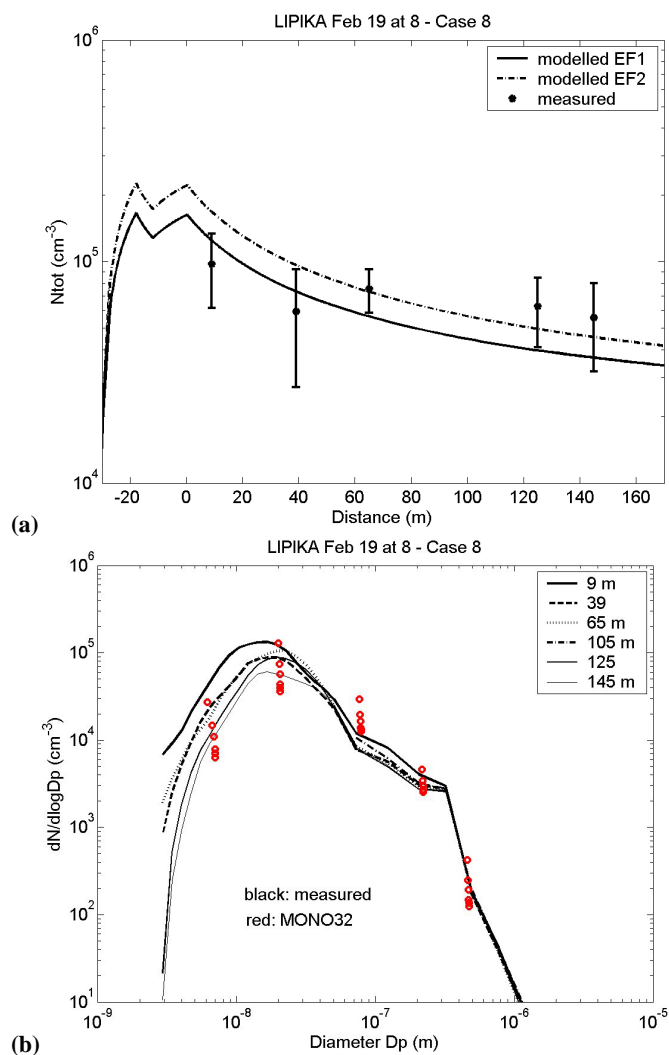 LIPIKA Feb 19 at 8 - Case 8
10^6
modelled EF1
modelled EF2
measured
10^5
Ntot (cm^-3)
10^4
-20 0 20 40 60 80 100 120 140 160
Distance (m)
(a)
LIPIKA Feb 19 at 8 - Case 8
10^6
9 m
39
65 m
105 m
125
145 m
10^5
10^4
dN/dlogDp (cm^-3)
10^3
black: measured
10^2
red: MONO32
10^1
10^-9 10^-8 10^-7 10^-6 10^-5
Diameter Dp (m)
(b)